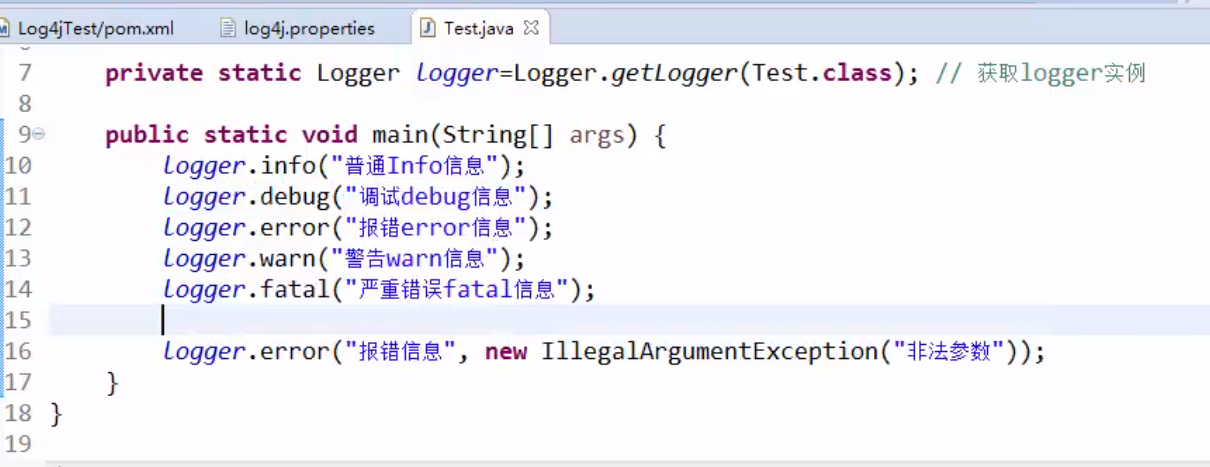 Log4jTest/pom.xml log4j.properties Test.java
7 private static Logger logger=Logger.getLogger(Test.class); // 获取logger实例
8
9 public static void main(String[] args) {
10 logger.info("普通Info信息");
11 logger.debug("调试debug信息");
12 logger.error("报错error信息");
13 logger.warn("警告warn信息");
14 logger.fatal("严重错误fatal信息");
15
16 logger.error("报错信息", new IllegalArgumentException("非法参数"));
17 }
18 }
19